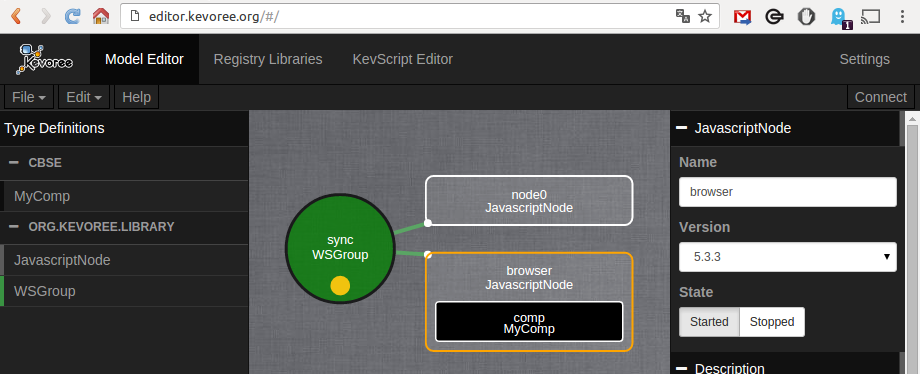 editor.kevoree.org/#/
1
Kevoree
Model Editor
Registry Libraries
KevScript Editor
Settings
File
Edit
Help
Connect
Type Definitions
CBSE
MyComp
ORG.KEVOREE.LIBRARY
JavascriptNode
WSGroup
sync
WSGroup
node0
JavascriptNode
browser
JavascriptNode
comp
MyComp
JavascriptNode
Name
browser
Version
5.3.3
State
Started
Stopped
Description